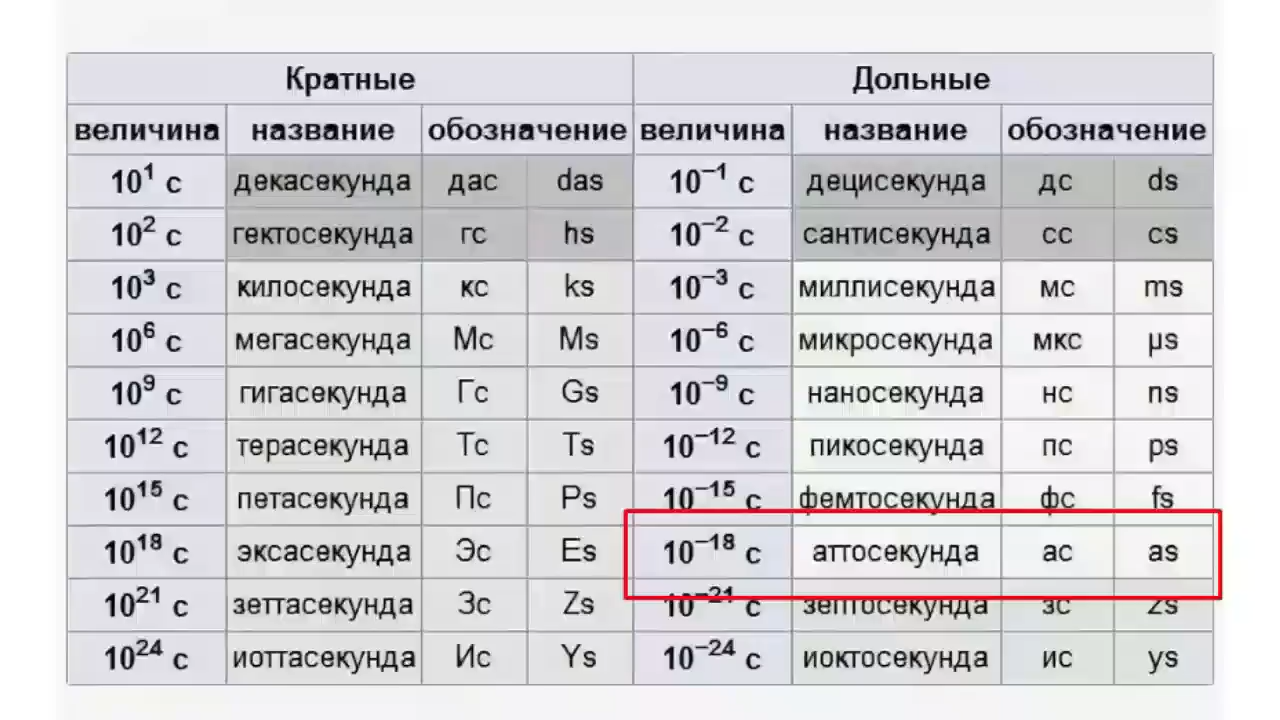 Кратные Дольные
величина название обозначение величина название обозначение
10¹ с декасекунда дас das 10⁻¹ с децисекунда дс ds
10² с гектосекунда гс hs 10⁻² с сантисекунда сс cs
10³ с килосекунда кс ks 10⁻³ с миллисекунда мс ms
10⁶ с мегасекунда Мс Ms 10⁻⁶ с микросекунда мкс µs
10⁹ с гигасекунда Гс Gs 10⁻⁹ с наносекунда нс ns
10¹² с терасекунда Тс Ts 10⁻¹² с пикосекунда пс ps
10¹⁵ с петасекунда Пс Ps 10⁻¹⁵ с фемтосекунда фс fs
10¹⁸ с эксасекунда Эс Es 10⁻¹⁸ с аттосекунда ас as
10²¹ с зеттасекунда Зс Zs 10⁻²¹ с зептосекунда зс zs
10²⁴ с иоттасекунда Ис Ys 10⁻²⁴ с иоктосекунда ис ys